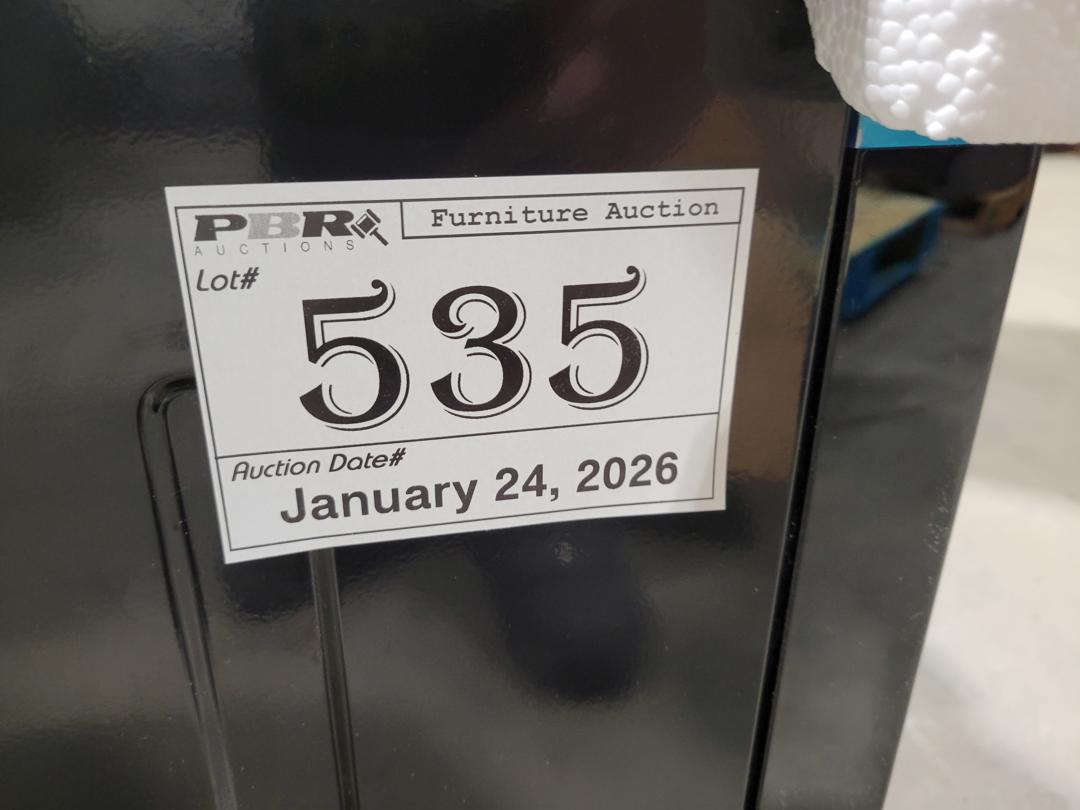 PBR
AUCTIONS
Furniture Auction
Lot#
535
Auction Date#
January 24, 2026